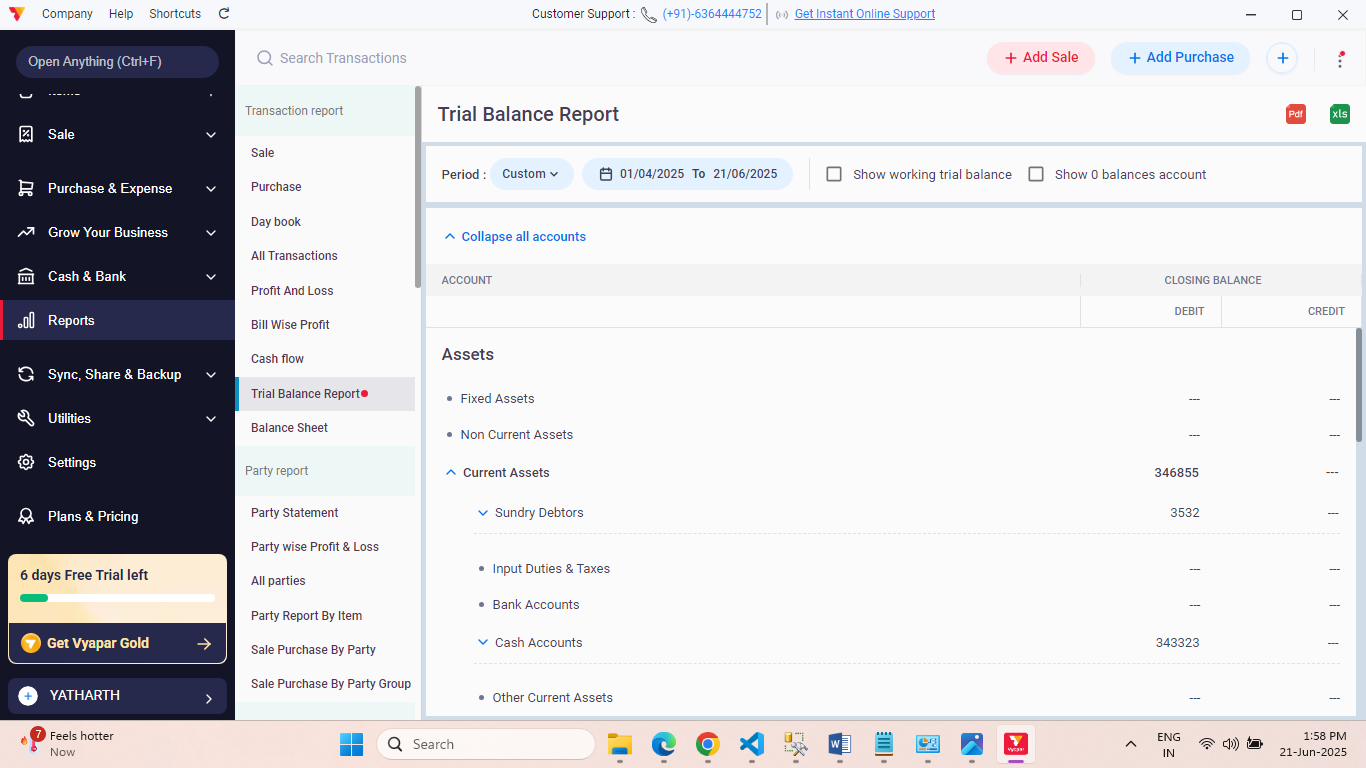 Company Help Shortcuts
Customer Support : (+91)-6364444752 Get Instant Online Support
Open Anything (Ctrl+F)
Sale
Purchase & Expense
Grow Your Business
Cash & Bank
Reports
Sync, Share & Backup
Utilities
Settings
Plans & Pricing
6 days Free Trial left
Get Vyapar Gold
YATHARTH
Search Transactions
Add Sale
Add Purchase
Transaction report
Sale
Purchase
Day book
All Transactions
Profit And Loss
Bill Wise Profit
Cash flow
Trial Balance Report
Balance Sheet
Party report
Party Statement
Party wise Profit & Loss
All parties
Party Report By Item
Sale Purchase By Party
Sale Purchase By Party Group
Trial Balance Report
Pdf
xls
Period : Custom 01/04/2025 To 21/06/2025 Show working trial balance Show 0 balances account
Collapse all accounts
ACCOUNT CLOSING BALANCE
DEBIT CREDIT
Assets
Fixed Assets --- ---
Non Current Assets --- ---
Current Assets 346855 ---
Sundry Debtors 3532 ---
Input Duties & Taxes --- ---
Bank Accounts --- ---
Cash Accounts 343323 ---
Other Current Assets --- ---
7
Feels hotter
Now
Search
Vyapar
ENG
IN
1:58 PM
21-Jun-2025